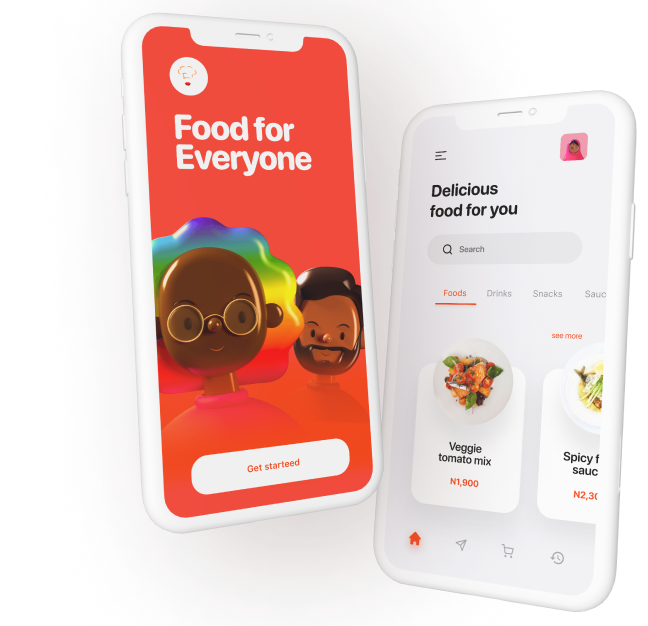 Food for
Everyone
Get starteed
Delicious
food for you
Search
Foods Drinks Snacks Sauc
see more
Veggie
tomato mix
N1,900
Spicy f
sauc
N2,30